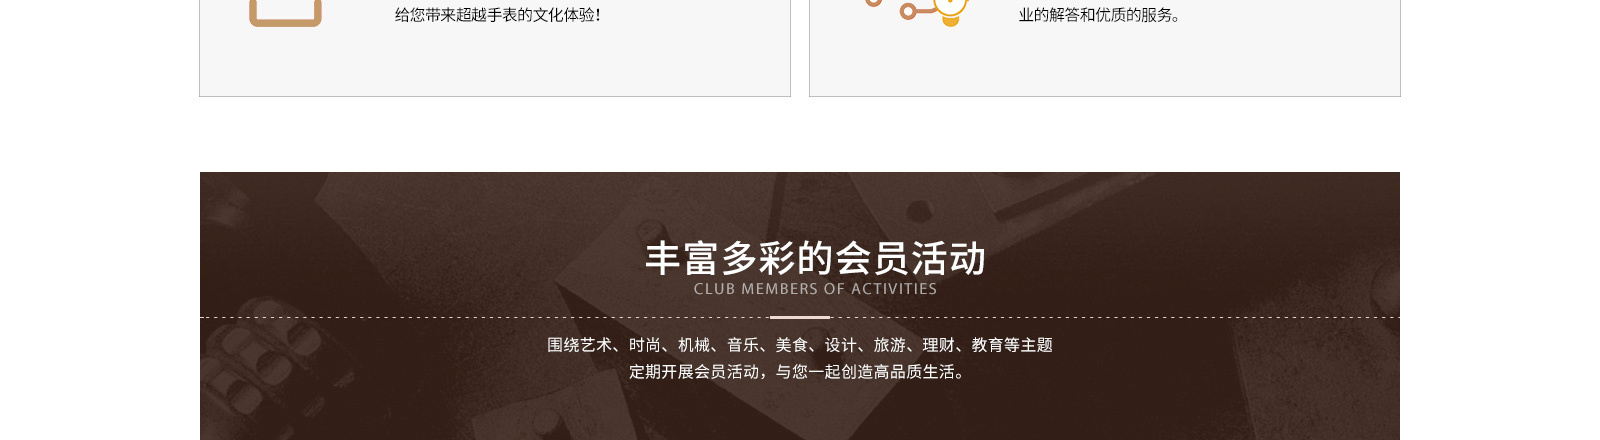 给您带来超越手表的文化体验！
业的解答和优质的服务。
丰富多彩的会员活动
CLUB MEMBERS OF ACTIVITIES
围绕艺术、时尚、机械、音乐、美食、设计、旅游、理财、教育等主题
定期开展会员活动，与您一起创造高品质生活。